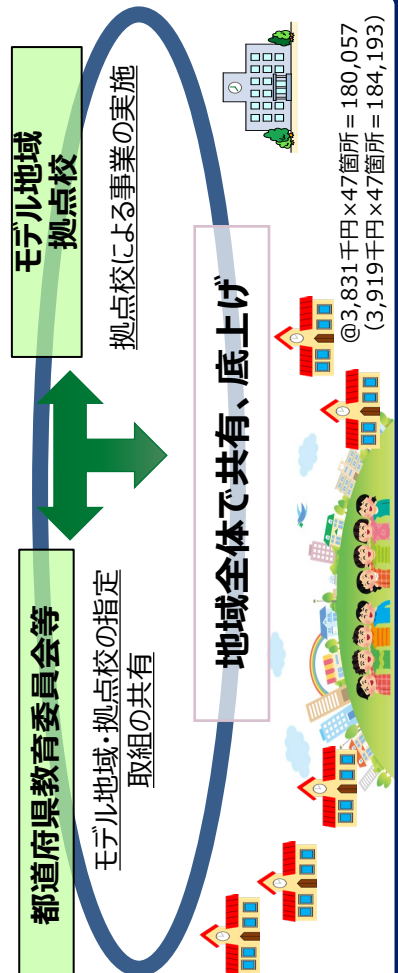 都道府県教育委員会等
モデル地域・拠点校の指定
取組の共有
モデル地域
拠点校
拠点校による事業の実施
地域全体で共有、底上げ
@3,831千円×47箇所＝180,057
(3,919千円×47箇所＝184,193)